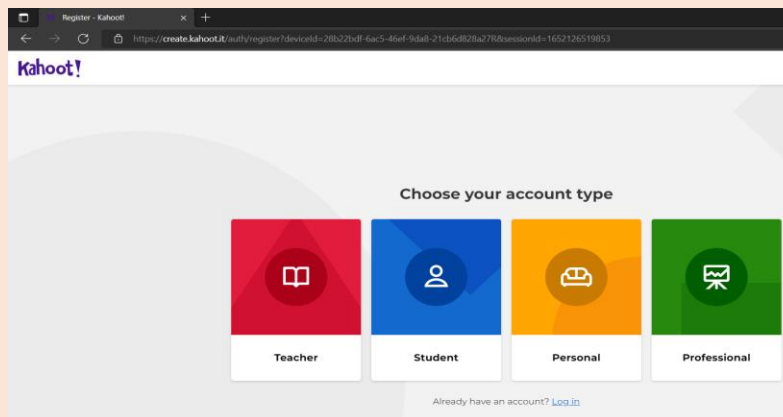 Register - Kahoot!
https://create.kahoot.it/auth/register?deviceId=28b22bdf-6ac5-46ef-9da8-21cb6d828a27R&sessionId=1652126519853
Kahoot!
Choose your account type
Teacher Student Personal Professional
Already have an account? Log in